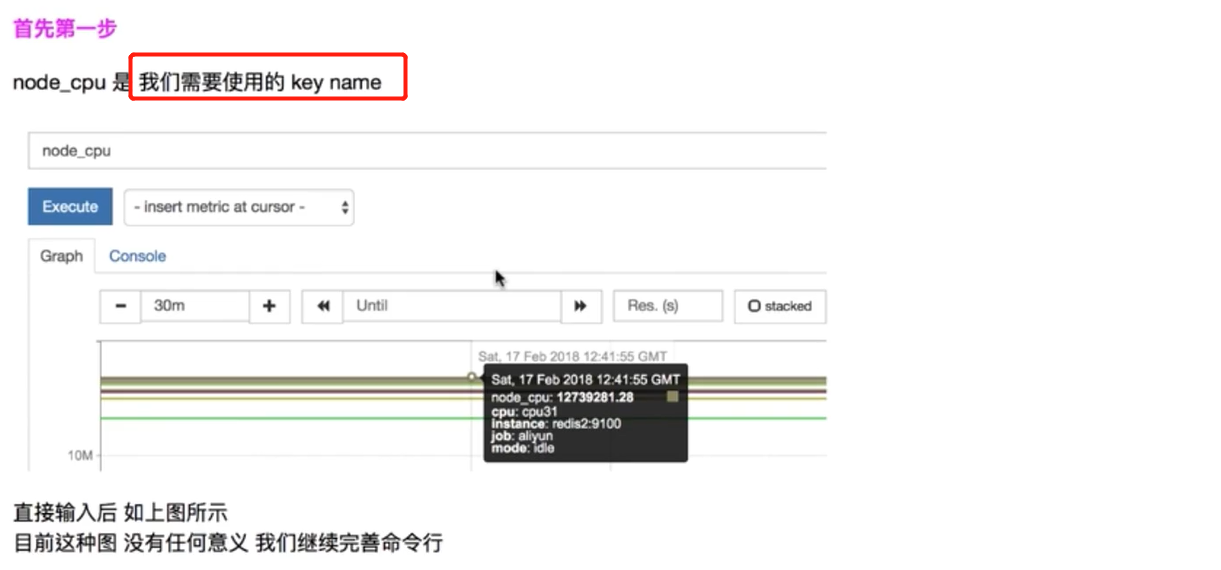 首先第一步
node_cpu 是 我们需要使用的 key name
node_cpu
Execute - insert metric at cursor -
Graph Console
− 30m + Until Res. (s) stacked
Sat, 17 Feb 2018 12:41:55 GMT
Sat, 17 Feb 2018 12:41:55 GMT
node_cpu: 12739281.28
cpu: cpu31
instance: redis2:9100
job: aliyun
mode: idle
10M
直接输入后 如上图所示
目前这种图 没有任何意义 我们继续完善命令行